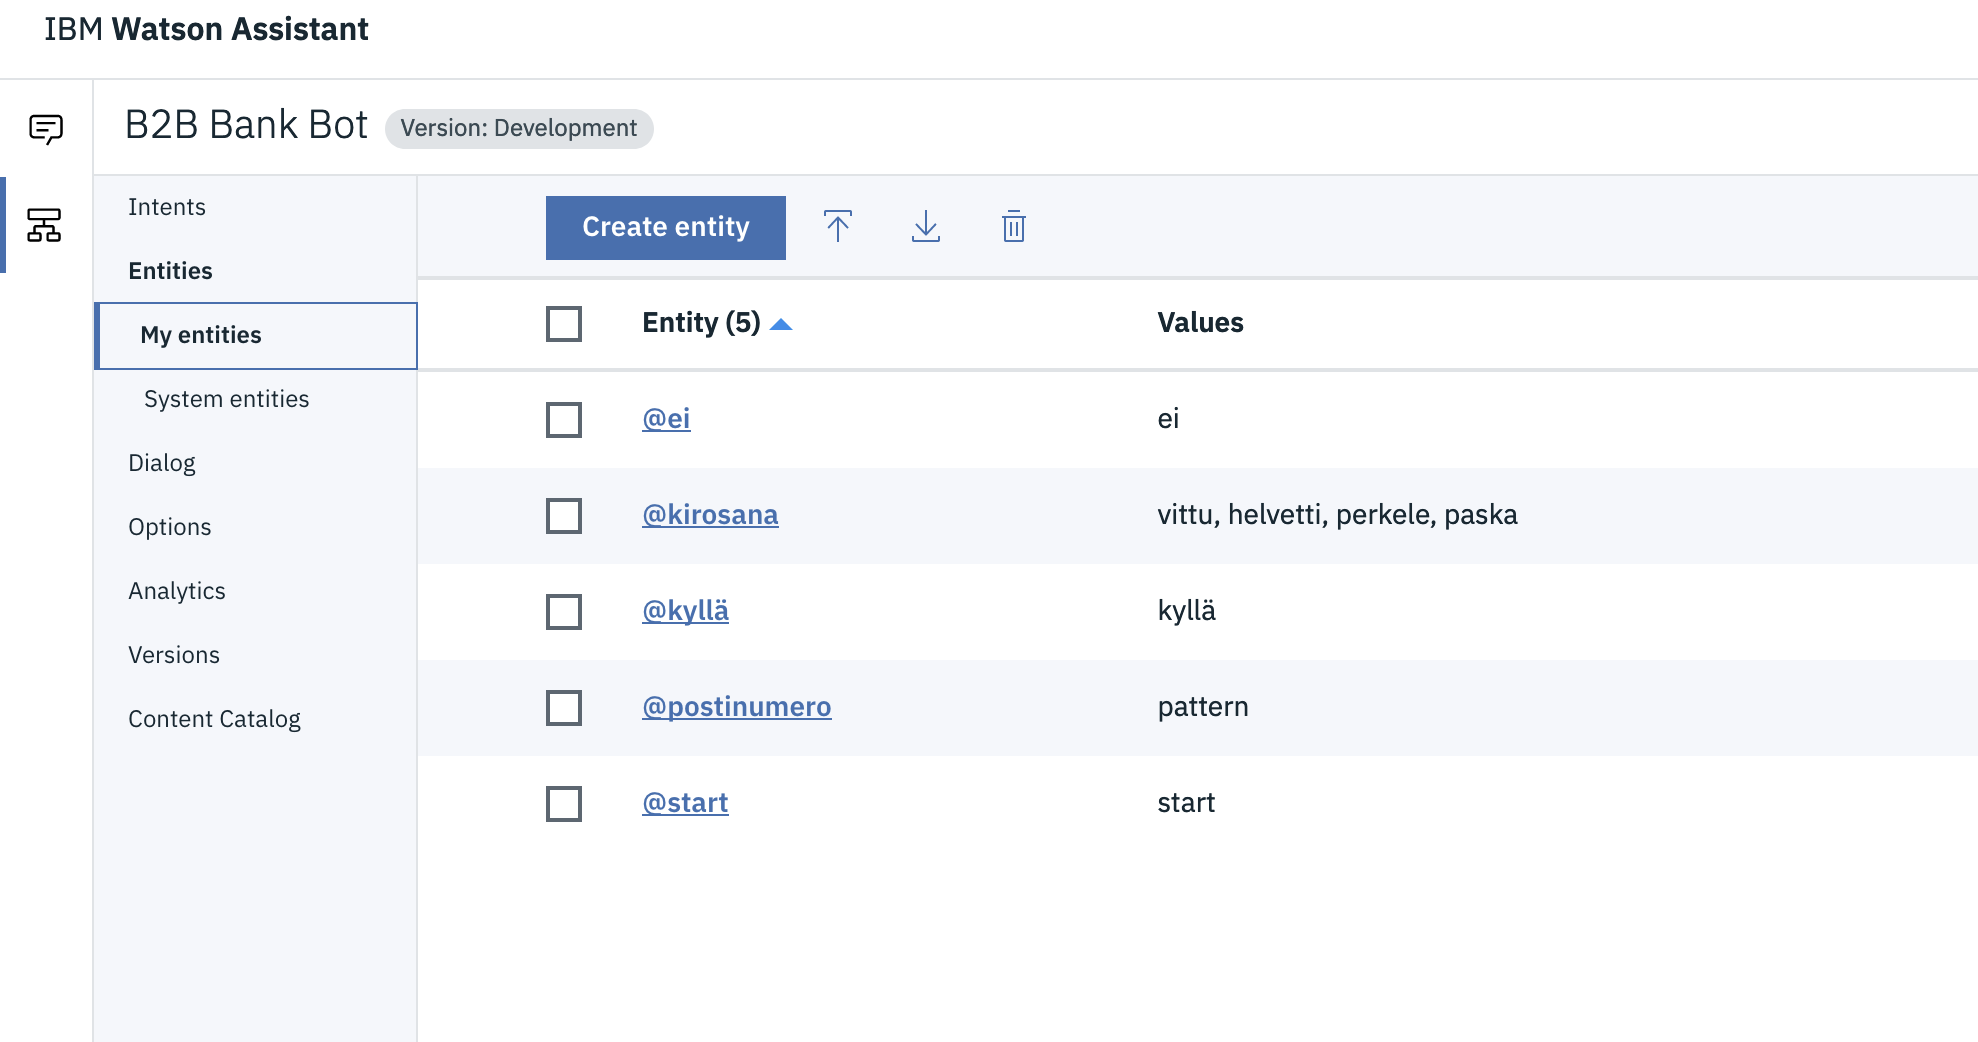 IBM Watson Assistant
B2B Bank Bot Version: Development
Intents
Entities
My entities
System entities
Dialog
Options
Analytics
Versions
Content Catalog
Create entity
Entity (5) Values
@ei ei
@kirosana vittu, helvetti, perkele, paska
@kyllä kyllä
@postinumero pattern
@start start